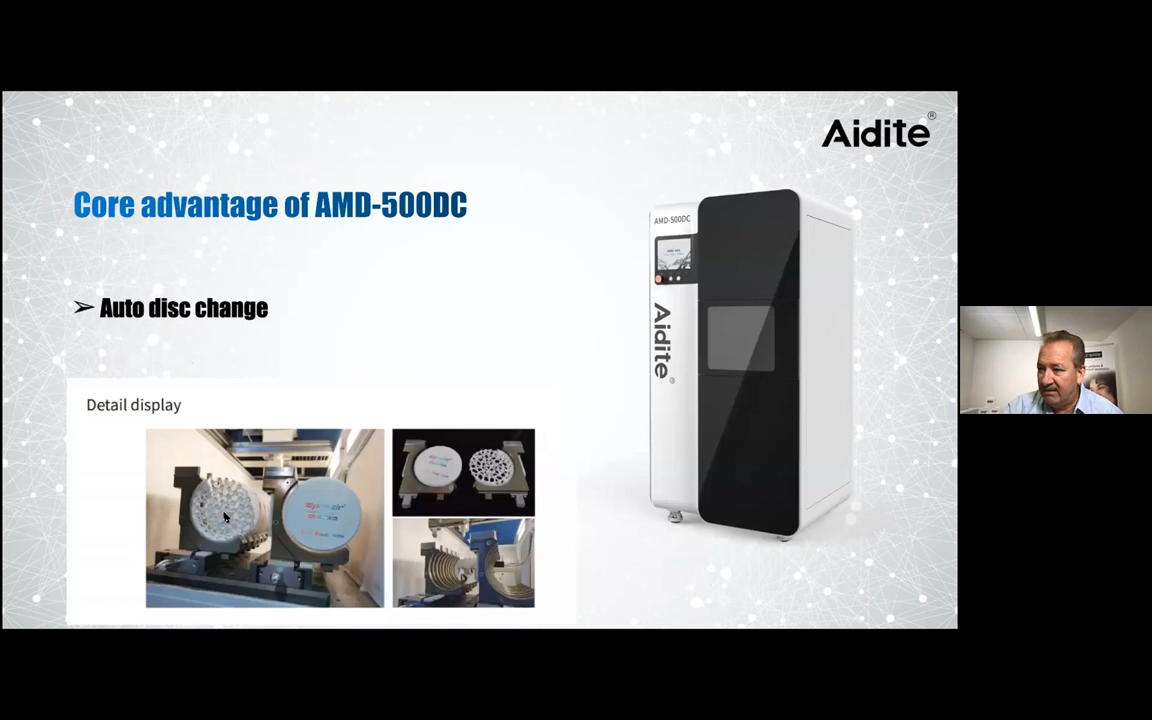 Aidite®
Core advantage of AMD-500DC
➢ Auto disc change
Detail display
AMD-500DC
Aidite®